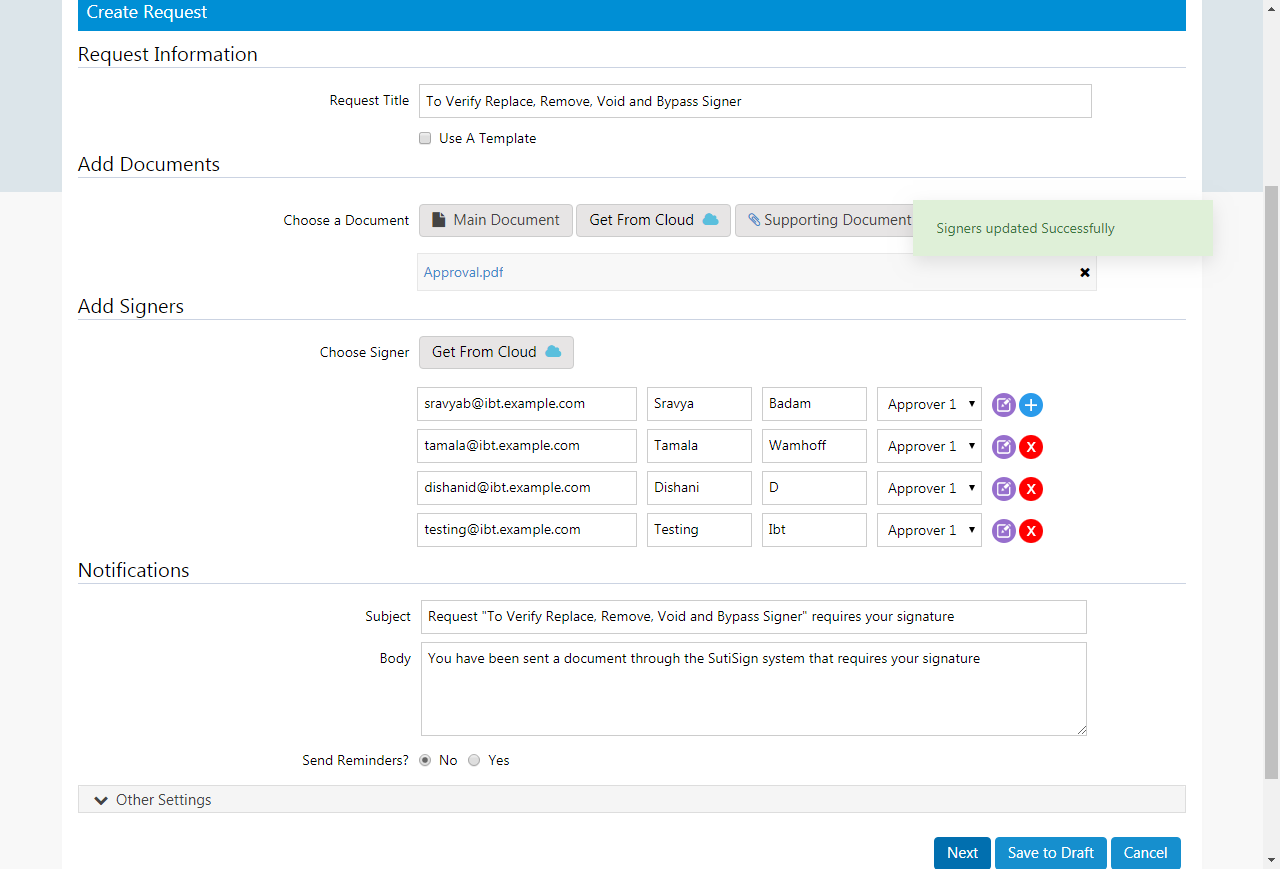 Create Request
Request Information
Request Title To Verify Replace, Remove, Void and Bypass Signer
Use A Template
Add Documents
Choose a Document Main Document Get From Cloud Supporting Document
Signers updated Successfully
Approval.pdf
Add Signers
Choose Signer Get From Cloud
sravyab@ibt.example.com Sravya Badam Approver 1
tamala@ibt.example.com Tamala Wamhoff Approver 1 X
dishanid@ibt.example.com Dishani D Approver 1 X
testing@ibt.example.com Testing Ibt Approver 1 X
Notifications
Subject Request "To Verify Replace, Remove, Void and Bypass Signer" requires your signature
Body You have been sent a document through the SutiSign system that requires your signature
Send Reminders? No Yes
Other Settings
Next Save to Draft Cancel